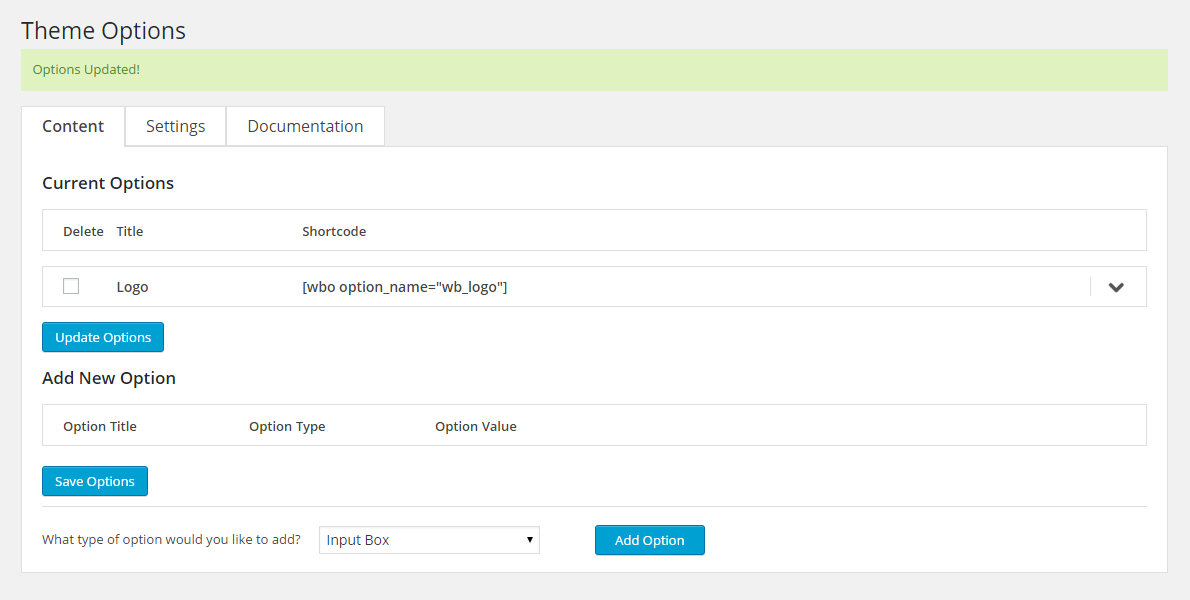 Theme Options
Options Updated!
Content Settings Documentation
Current Options
Delete Title Shortcode
Logo [wbo option_name="wb_logo"]
Update Options
Add New Option
Option Title Option Type Option Value
Save Options
What type of option would you like to add? Input Box Add Option